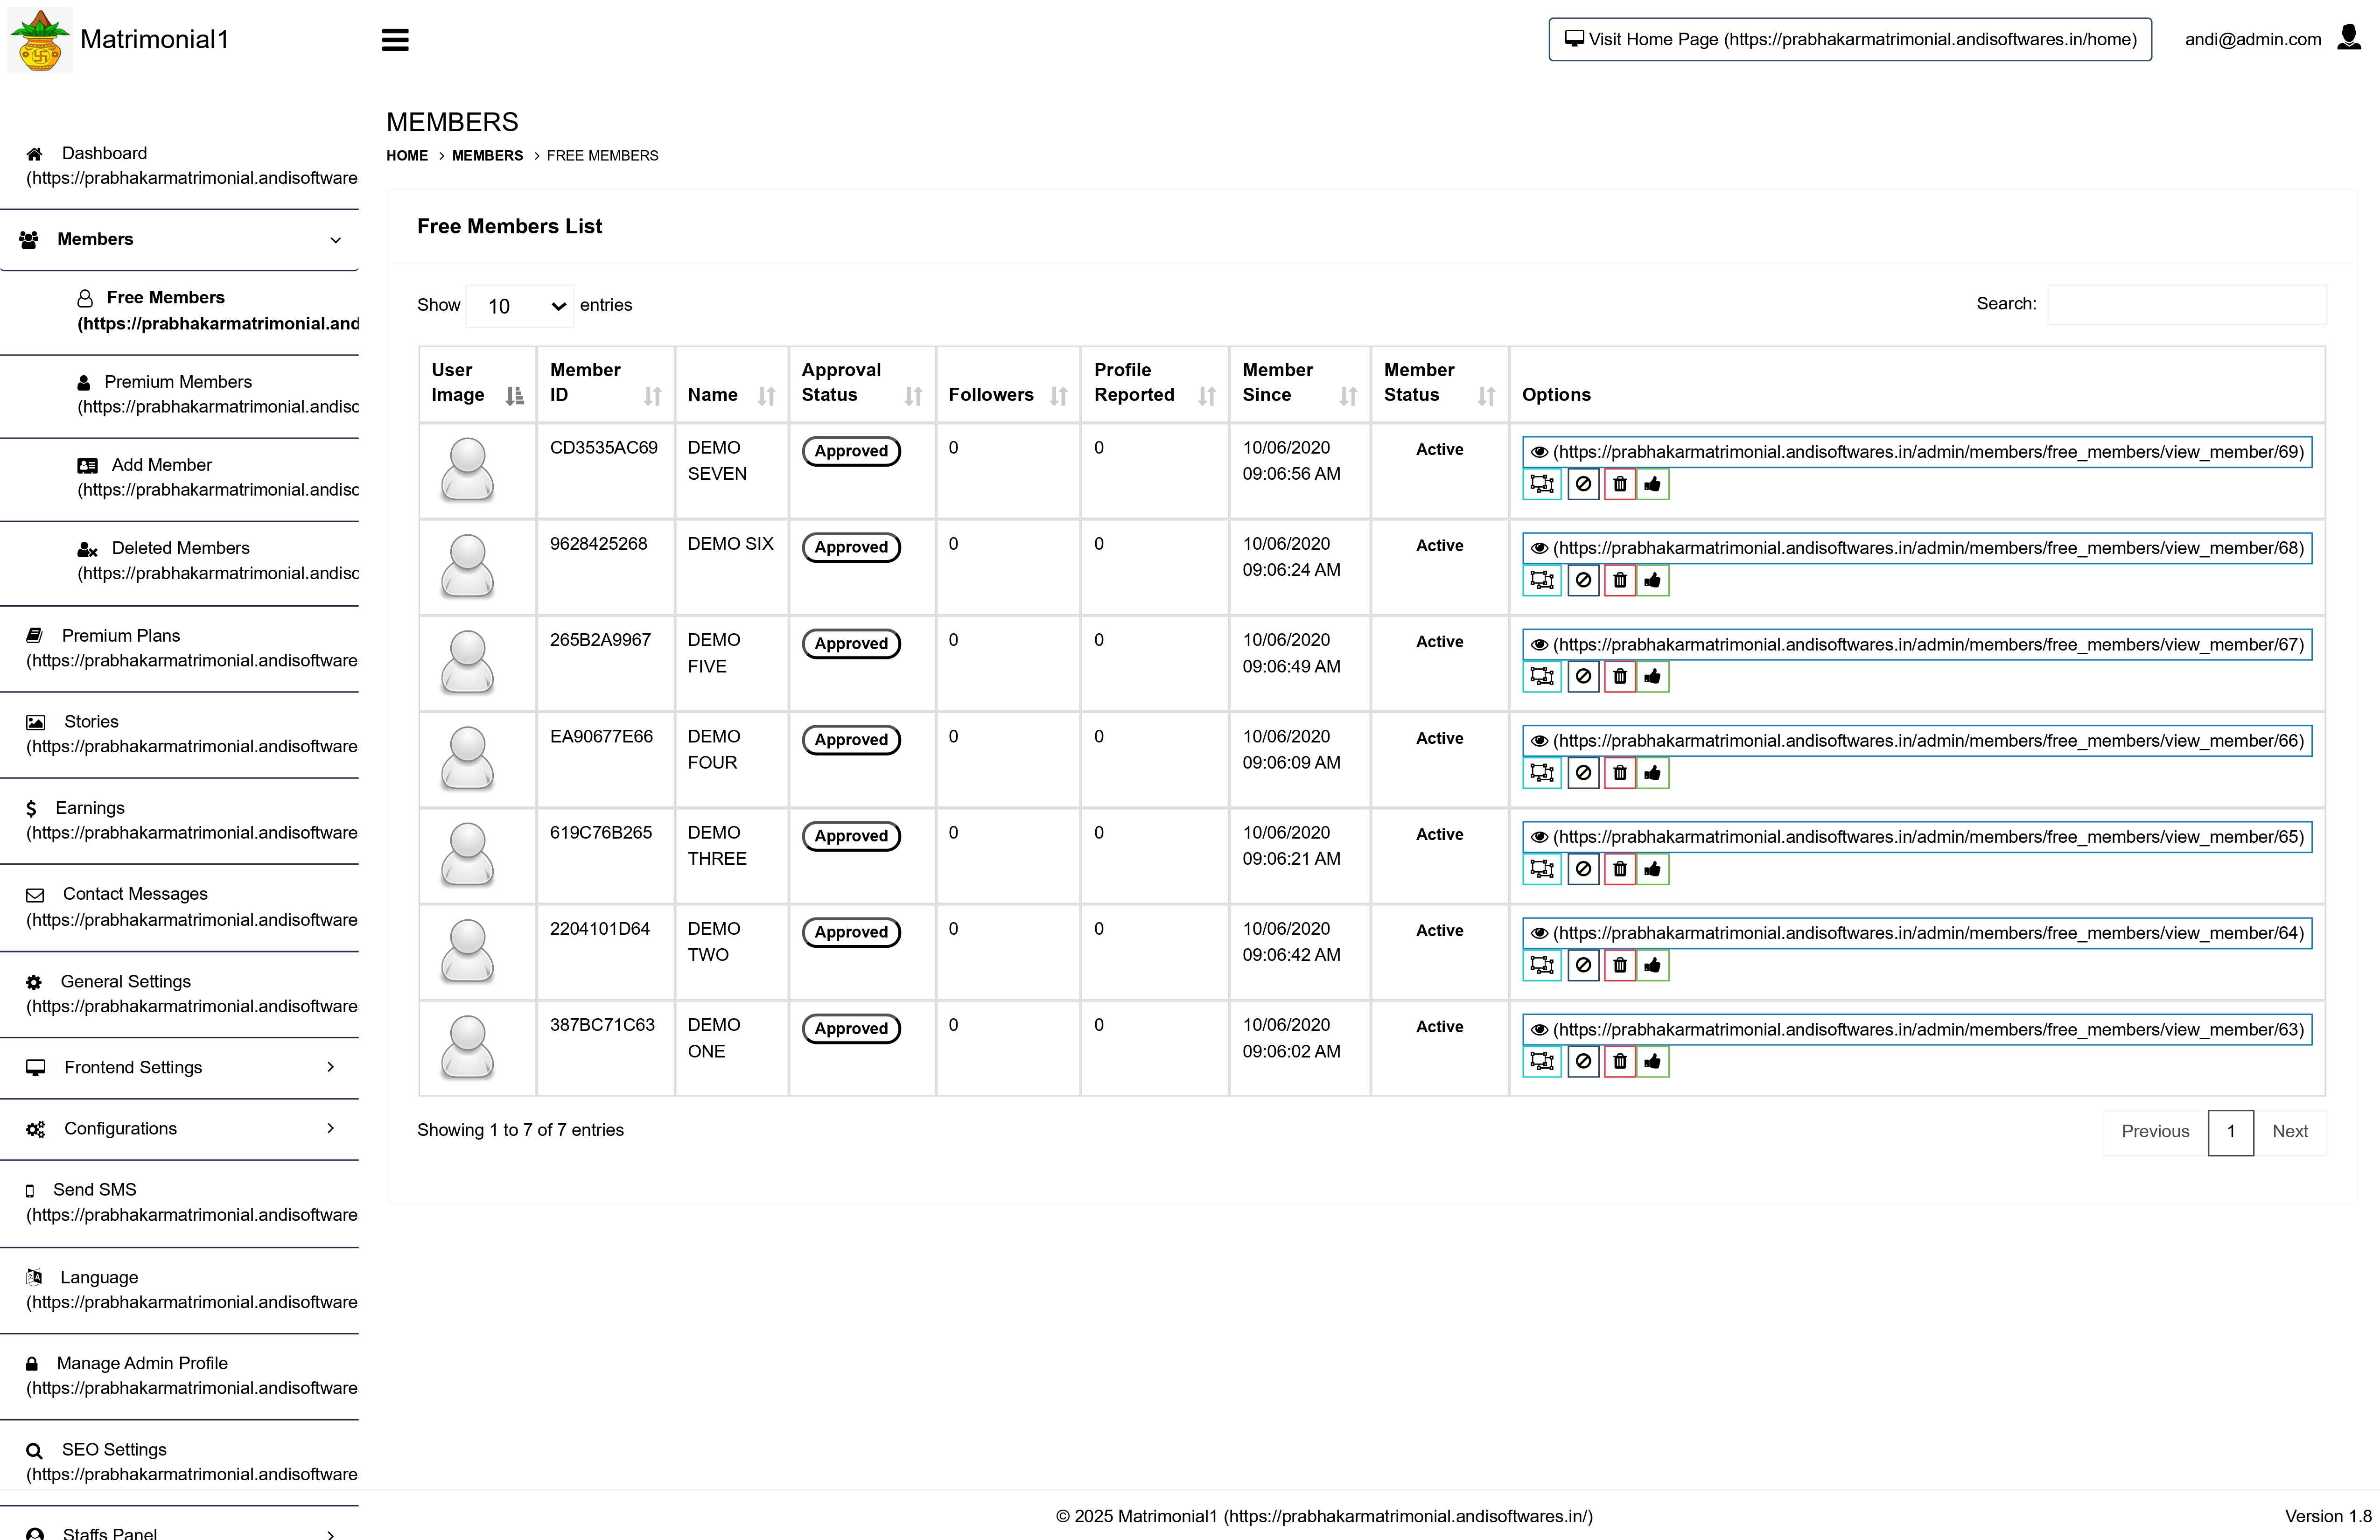 Matrimonial1
Visit Home Page (https://prabhakarmatrimonial.andisoftwares.in/home)
andi@admin.com
Dashboard
(https://prabhakarmatrimonial.andisoftware
Members
Free Members
(https://prabhakarmatrimonial.and
Premium Members
(https://prabhakarmatrimonial.andisc
Add Member
(https://prabhakarmatrimonial.andisc
Deleted Members
(https://prabhakarmatrimonial.andisc
Premium Plans
(https://prabhakarmatrimonial.andisoftware
Stories
(https://prabhakarmatrimonial.andisoftware
$ Earnings
(https://prabhakarmatrimonial.andisoftware
Contact Messages
(https://prabhakarmatrimonial.andisoftware
General Settings
(https://prabhakarmatrimonial.andisoftware
Frontend Settings
Configurations
Send SMS
(https://prabhakarmatrimonial.andisoftware
Language
(https://prabhakarmatrimonial.andisoftware
Manage Admin Profile
(https://prabhakarmatrimonial.andisoftware
SEO Settings
(https://prabhakarmatrimonial.andisoftware
Staffs Panel
MEMBERS
HOME > MEMBERS > FREE MEMBERS
Free Members List
Show 10 entries
Search:
User Image Member ID Name Approval Status Followers Profile Reported Member Since Member Status Options
CD3535AC69 DEMO SEVEN Approved 0 0 10/06/2020 09:06:56 AM Active (https://prabhakarmatrimonial.andisoftwares.in/admin/members/free_members/view_member/69)
9628425268 DEMO SIX Approved 0 0 10/06/2020 09:06:24 AM Active (https://prabhakarmatrimonial.andisoftwares.in/admin/members/free_members/view_member/68)
265B2A9967 DEMO FIVE Approved 0 0 10/06/2020 09:06:49 AM Active (https://prabhakarmatrimonial.andisoftwares.in/admin/members/free_members/view_member/67)
EA90677E66 DEMO FOUR Approved 0 0 10/06/2020 09:06:09 AM Active (https://prabhakarmatrimonial.andisoftwares.in/admin/members/free_members/view_member/66)
619C76B265 DEMO THREE Approved 0 0 10/06/2020 09:06:21 AM Active (https://prabhakarmatrimonial.andisoftwares.in/admin/members/free_members/view_member/65)
2204101D64 DEMO TWO Approved 0 0 10/06/2020 09:06:42 AM Active (https://prabhakarmatrimonial.andisoftwares.in/admin/members/free_members/view_member/64)
387BC71C63 DEMO ONE Approved 0 0 10/06/2020 09:06:02 AM Active (https://prabhakarmatrimonial.andisoftwares.in/admin/members/free_members/view_member/63)
Showing 1 to 7 of 7 entries
Previous 1 Next
© 2025 Matrimonial1 (https://prabhakarmatrimonial.andisoftwares.in/)
Version 1.8